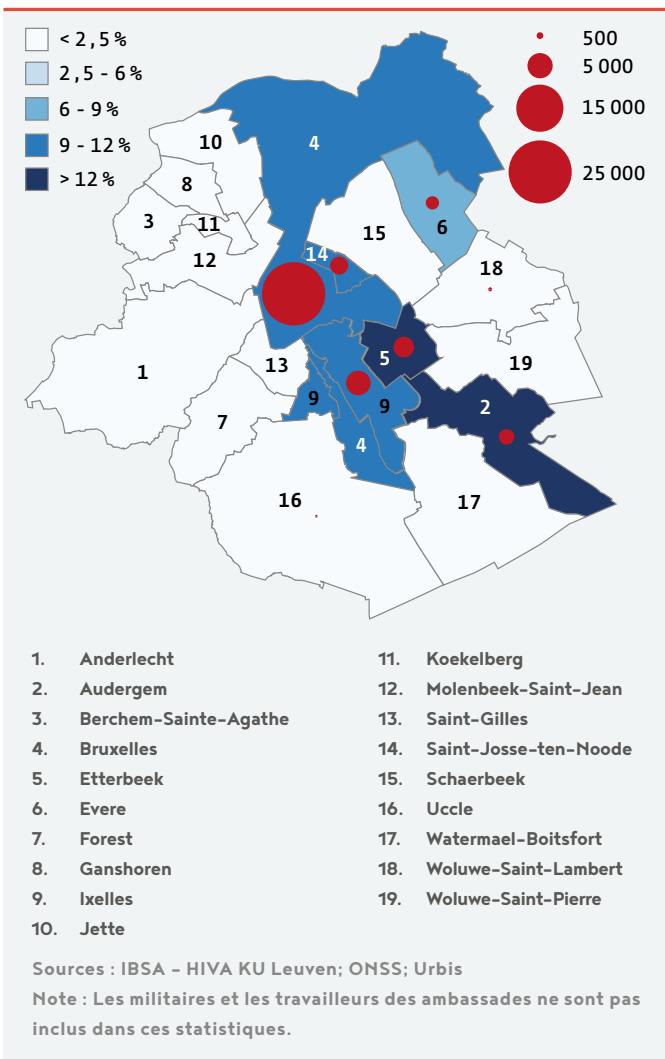 < 2,5 %
2,5 - 6 %
6 - 9 %
9 - 12 %
> 12 %
500
5 000
15 000
25 000
10
4
8
3
11
12
15
6
14
18
1
13
5
19
9
9
2
7
4
16
17
1. Anderlecht
2. Audergem
3. Berchem-Sainte-Agathe
4. Bruxelles
5. Etterbeek
6. Evere
7. Forest
8. Ganshoren
9. Ixelles
10. Jette
11. Koekelberg
12. Molenbeek-Saint-Jean
13. Saint-Gilles
14. Saint-Josse-ten-Noode
15. Schaerbeek
16. Uccle
17. Watermael-Boitsfort
18. Woluwe-Saint-Lambert
19. Woluwe-Saint-Pierre
Sources : IBSA - HIVA KU Leuven; ONSS; Urbis
Note : Les militaires et les travailleurs des ambassades ne sont pas
inclus dans ces statistiques.